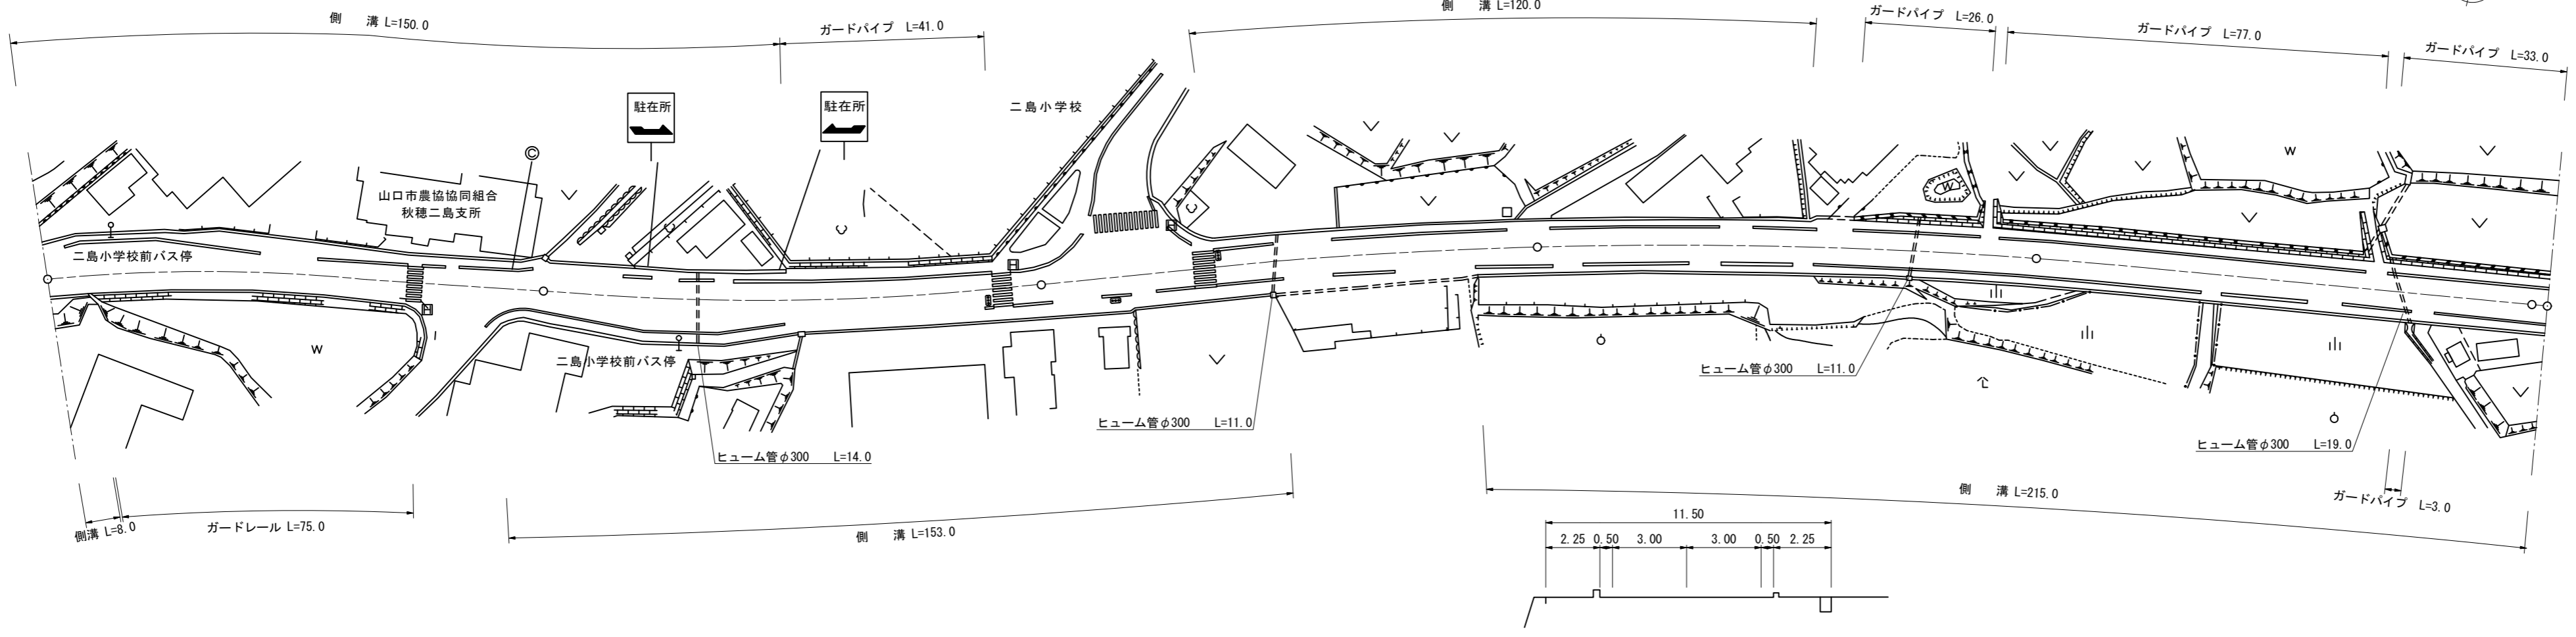 側　溝 L=150.0
ガードパイプ L=41.0
側　溝 L=120.0
ガードパイプ L=26.0
ガードパイプ L=77.0
ガードパイプ L=33.0
駐在所
駐在所
二島小学校
C
山口市農協協同組合
秋穂二島支所
W
W
二島小学校前バス停
H
H
H
W
二島小学校前バス停
ヒューム管φ300 L=11.0
ヒューム管φ300 L=11.0
ヒューム管φ300 L=14.0
ヒューム管φ300 L=19.0
側溝 L=8.0
ガードレール L=75.0
側　溝 L=153.0
側　溝 L=215.0
ガードパイプ L=3.0
11.50
2.25 0.50 3.00 3.00 0.50 2.25